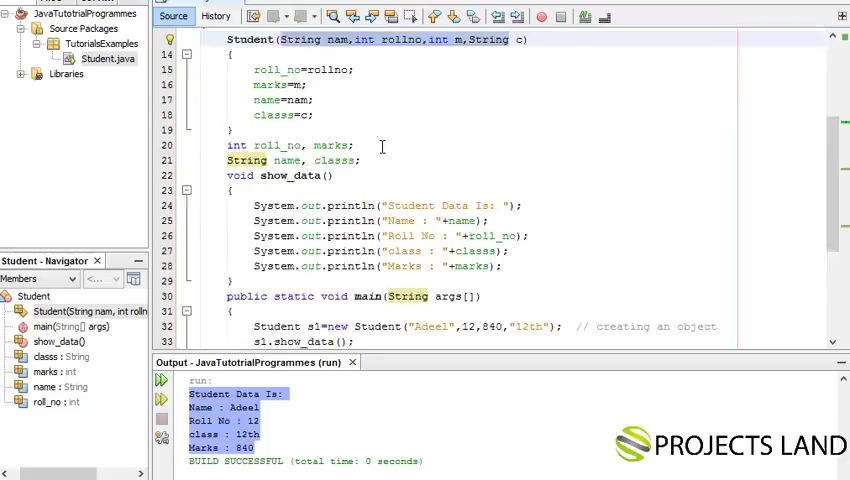 JavaTutotrialProgrammes
Source Packages
TutorialsExamples
Student.java
Libraries
Source
History
Student(String nam,int rollno,int m,String c)
14 {
15 roll_no=rollno;
16 marks=m;
17 name=nam;
18 classs=c;
19 }
20 int roll_no, marks;
21 String name, classs;
22 void show_data()
23 {
24 System.out.println("Student Data Is: ");
25 System.out.println("Name : "+name);
26 System.out.println("Roll No : "+roll_no);
27 System.out.println("class : "+classs);
28 System.out.println("Marks : "+marks);
29 }
30 public static void main(String args[])
31 {
32 Student s1=new Student("Adeel",12,840,"12th"); // creating an object
33 s1.show_data();
Student - Navigator
Members
<...
Student
Student(String nam, int rolln
main(String[] args)
show_data()
classs : String
marks : int
name : String
roll_no : int
Output - JavaTutotrialProgrammes (run)
run:
Student Data Is:
Name : Adeel
Roll No : 12
class : 12th
Marks : 840
BUILD SUCCESSFUL (total time: 0 seconds)
PROJECTS LAND